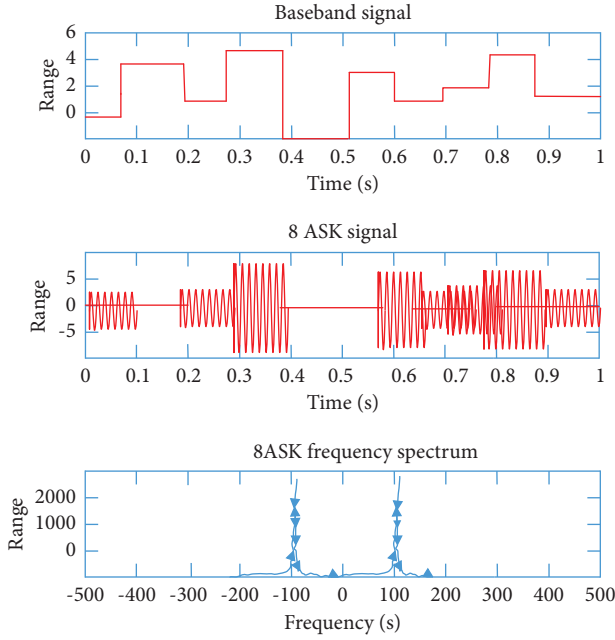 Baseband signal
6
4
2
0
Range
0 0.1 0.2 0.3 0.4 0.5 0.6 0.7 0.8 0.9 1
Time (s)
8 ASK signal
5
0
-5
Range
0 0.1 0.2 0.3 0.4 0.5 0.6 0.7 0.8 0.9 1
Time (s)
8ASK frequency spectrum
2000
1000
0
Range
-500 -400 -300 -200 -100 0 100 200 300 400 500
Frequency (s)